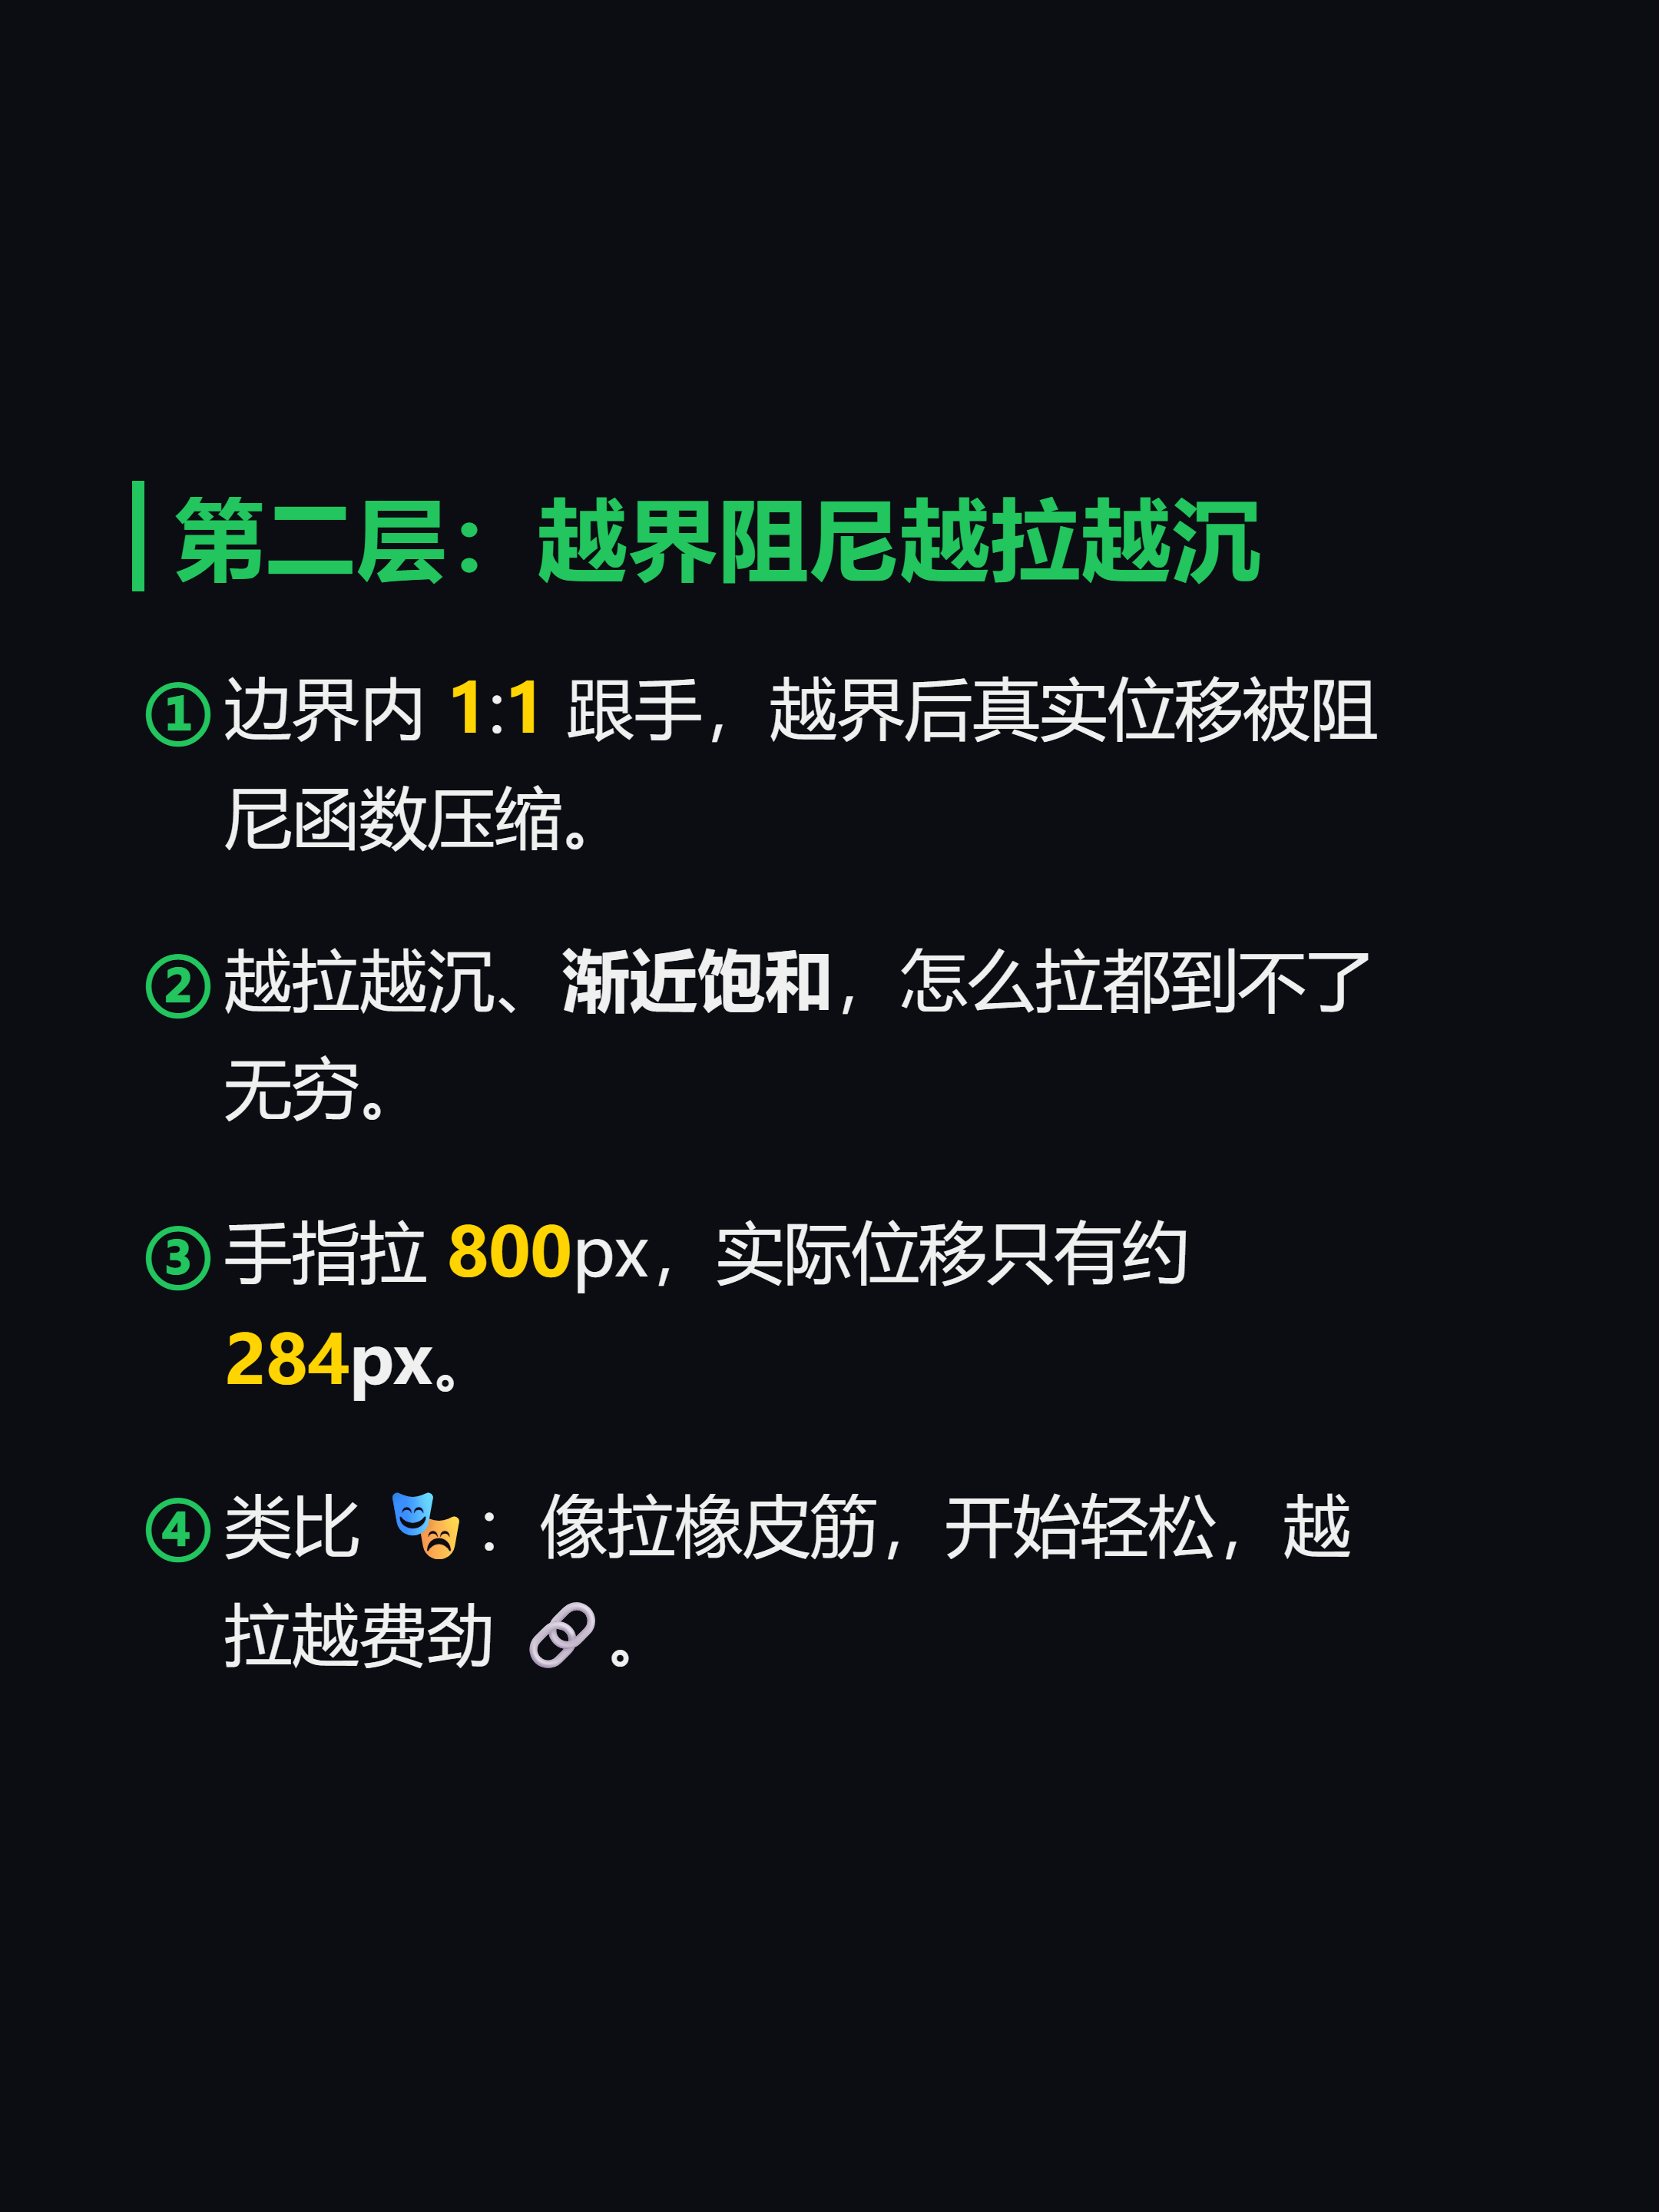 第二层：越界阻尼越拉越沉
① 边界内 1:1 跟手，越界后真实位移被阻
尼函数压缩。
② 越拉越沉、渐近饱和，怎么拉都到不了
无穷。
③ 手指拉 800px，实际位移只有约
284px。
④ 类比 🎭：像拉橡皮筋，开始轻松，越
拉越费劲 🔗。